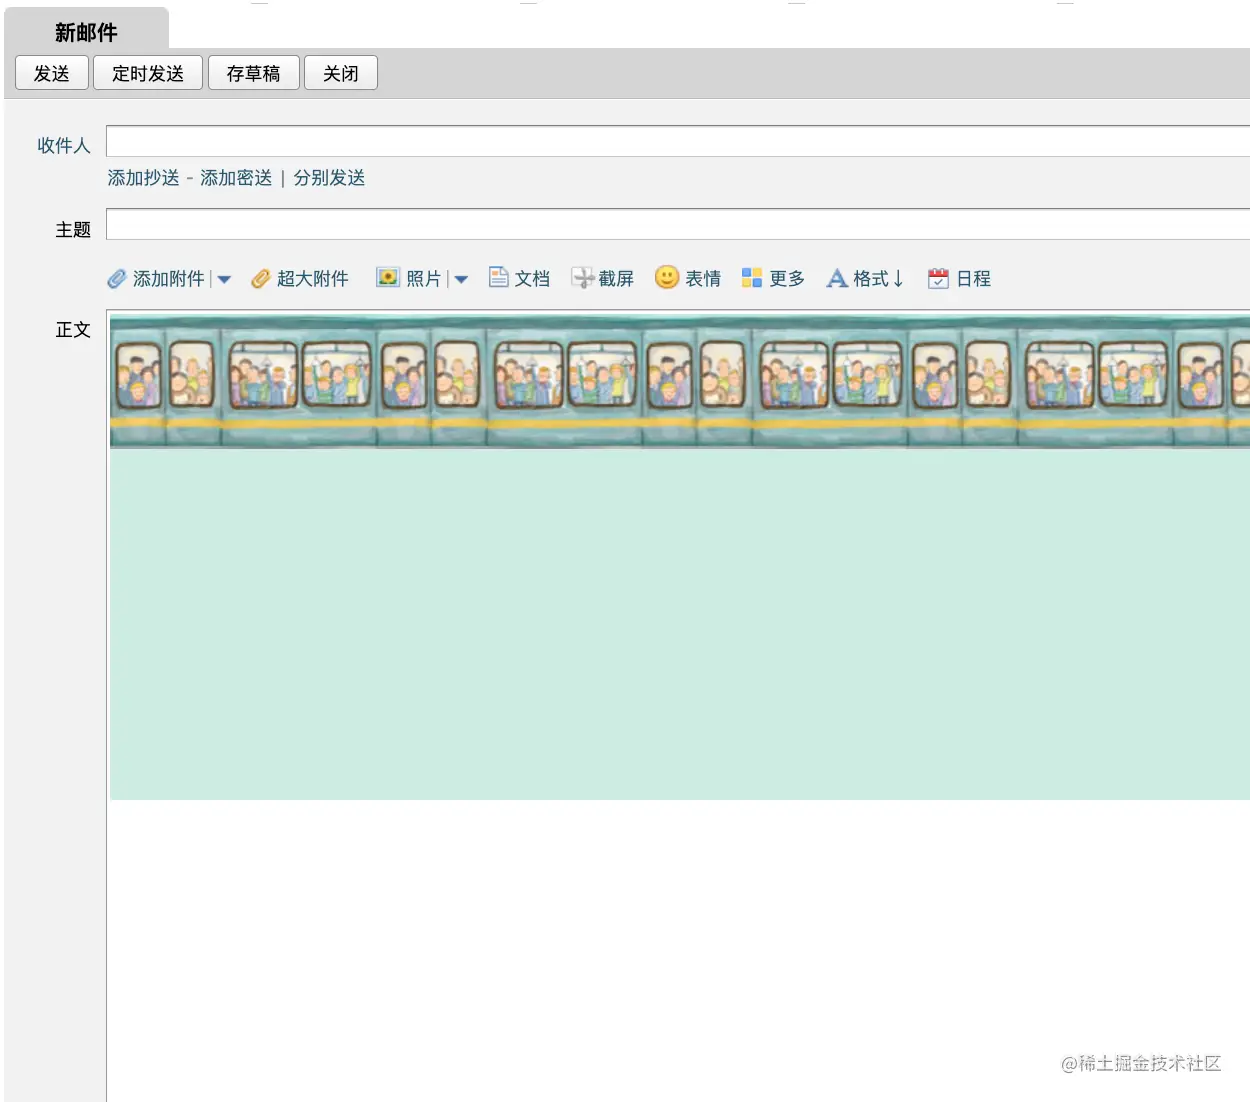 新邮件
发送 定时发送 存草稿 关闭
收件人
添加抄送 - 添加密送 | 分别发送
主题
添加附件 | 超大附件 照片 | 文档 截屏 表情 更多 格式↓ 日程
正文
@稀土掘金技术社区